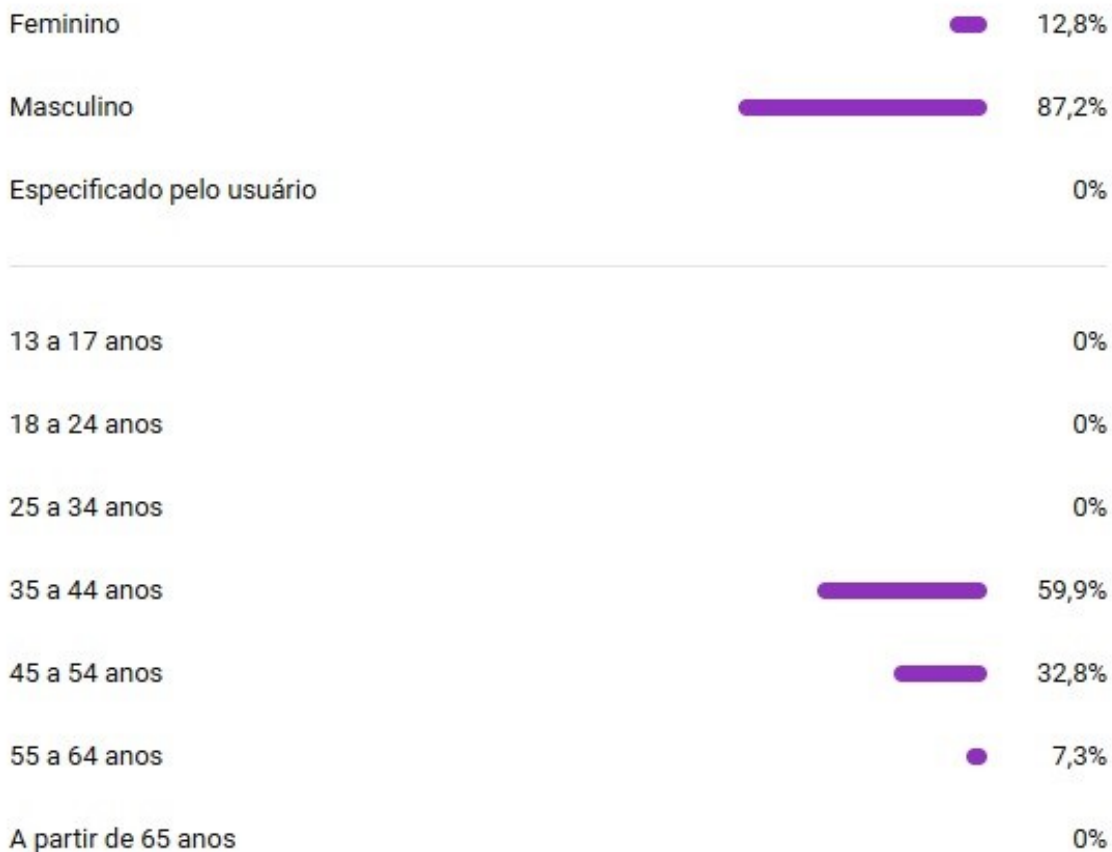 Feminino 12,8%
Masculino 87,2%
Especificado pelo usuário 0%
13 a 17 anos 0%
18 a 24 anos 0%
25 a 34 anos 0%
35 a 44 anos 59,9%
45 a 54 anos 32,8%
55 a 64 anos 7,3%
A partir de 65 anos 0%